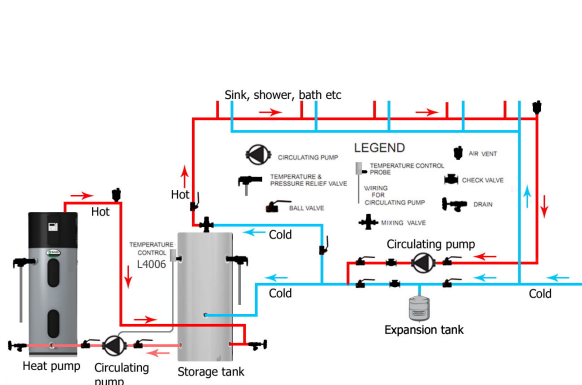 Sink, shower, bath etc
LEGEND
CIRCULATING PUMP
TEMPERATURE &
PRESSURE RELIEF VALVE
BALL VALVE
TEMPERATURE CONTROL
PROBE
WIRING
FOR
CIRCULATING PUMP
MIXING VALVE
AIR VENT
CHECK VALVE
DRAIN
Hot
Hot
Cold
TEMPERATURE
CONTROL
L4006
Circulating pump
Cold
Cold
Expansion tank
Heat pump
Circulating
pump
Storage tank